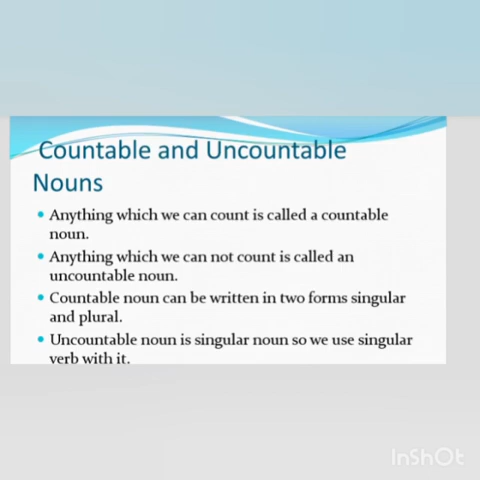 Countable and Uncountable
Nouns
Anything which we can count is called a countable
noun.
Anything which we can not count is called an
uncountable noun.
Countable noun can be written in two forms singular
and plural.
Uncountable noun is singular noun so we use singular
verb with it.
InShOt